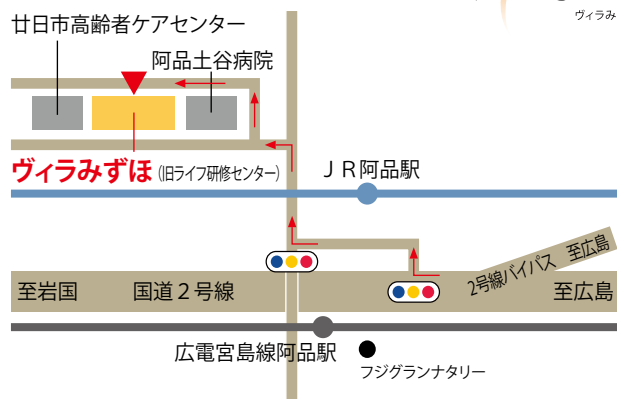 ヴィラみ
廿日市高齢者ケアセンター
阿品土谷病院
ヴィラみずほ (旧ライフ研修センター)
ＪＲ阿品駅
2号線バイパス 至広島
至岩国 国道２号線 至広島
広電宮島線阿品駅
フジグランナタリー